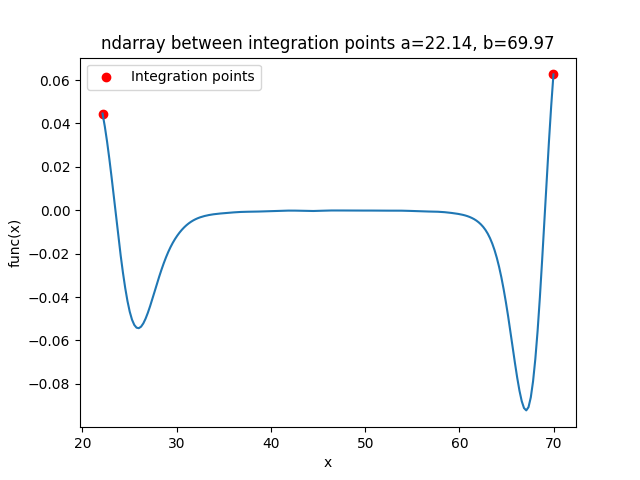 ndarray between integration points a=22.14, b=69.97
Integration points
0.06
0.04
0.02
0.00
−0.02
−0.04
−0.06
−0.08
func(x)
20 30 40 50 60 70
x